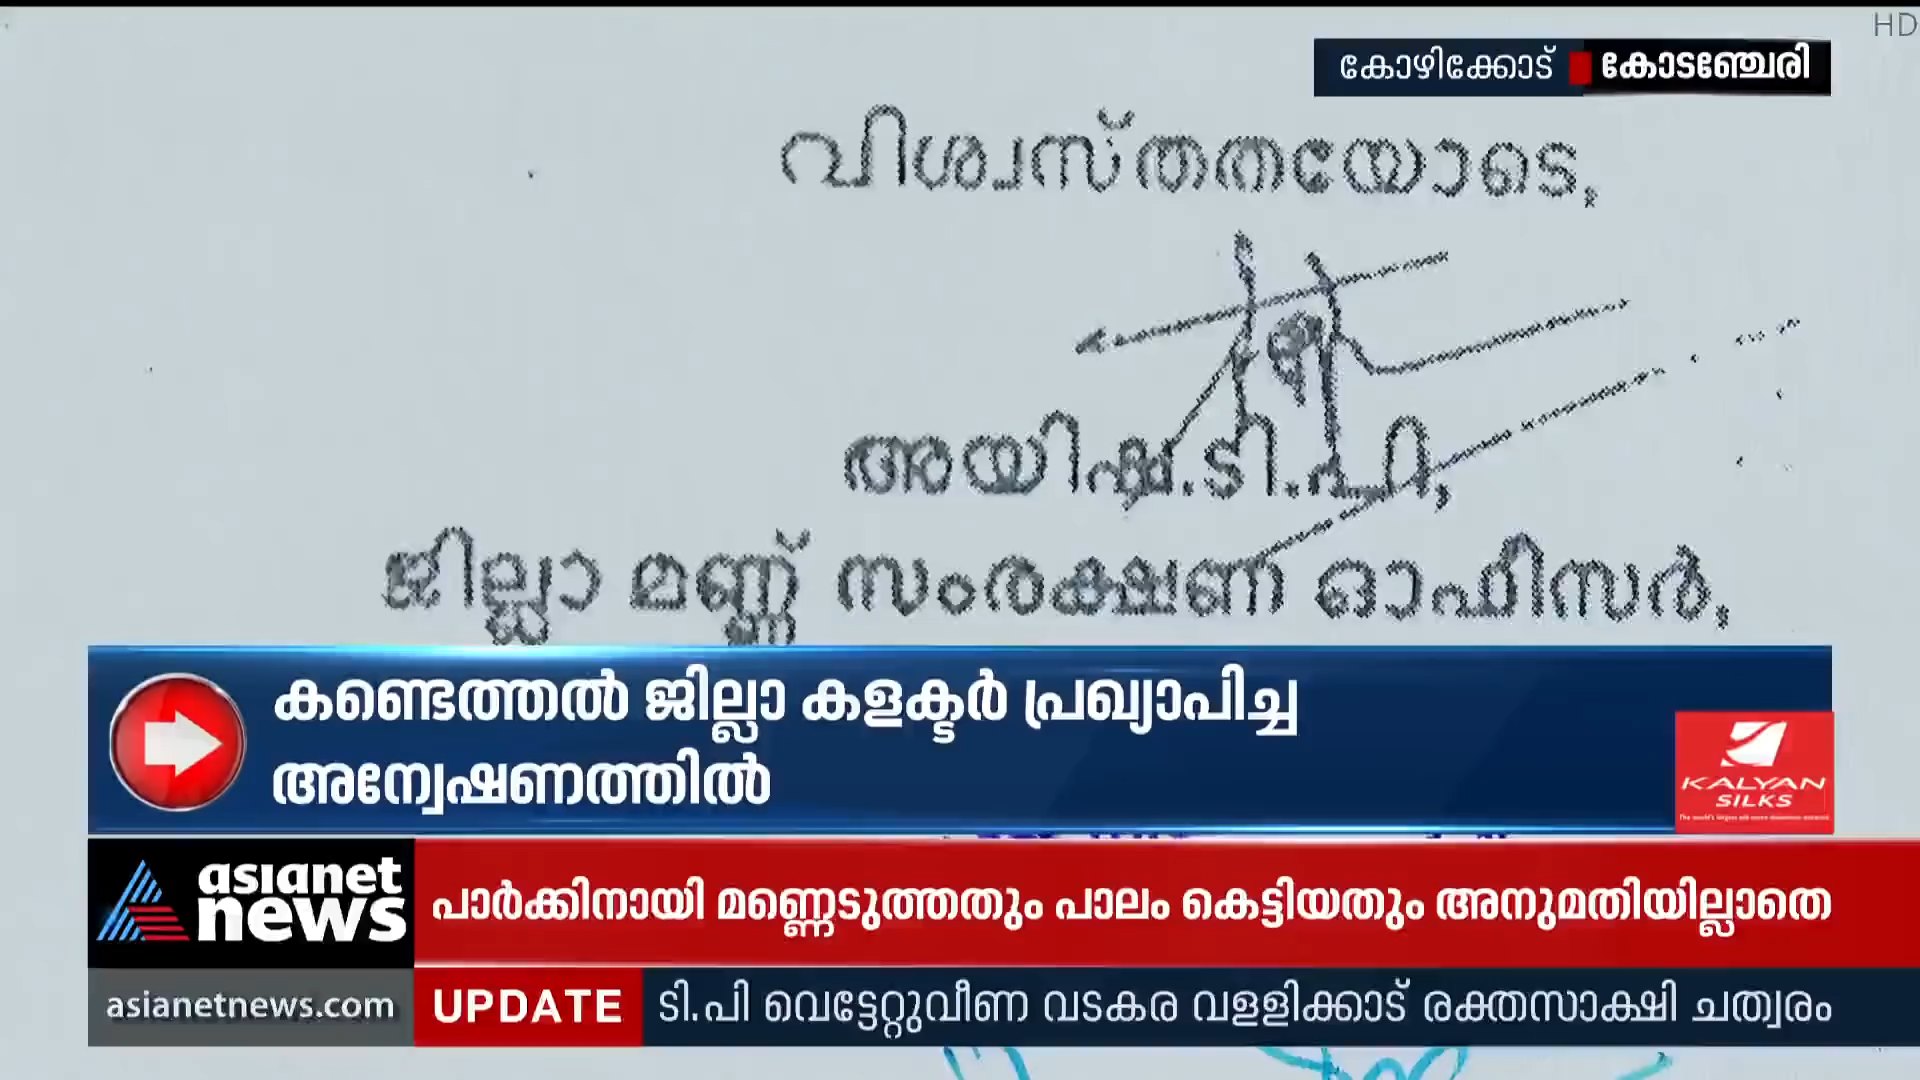 HD
കോഴിക്കോട് കോടഞ്ചേരി
വിശ്വസ്തതയോടെ,
അയിഷ.ടി.പി,
ജില്ലാ മണ്ണ് സംരക്ഷണ ഓഫീസർ,
കണ്ടെത്തൽ ജില്ലാ കളക്ടർ പ്രഖ്യാപിച്ച
അന്വേഷണത്തിൽ
KALYAN
SILKS
asianet
news
പാർക്കിനായി മണ്ണെടുത്തതും പാലം കെട്ടിയതും അനുമതിയില്ലാതെ
asianetnews.com UPDATE ടി.പി വെട്ടേറ്റുവീണ വടകര വള്ളിക്കാട് രക്തസാക്ഷി ചത്വരം